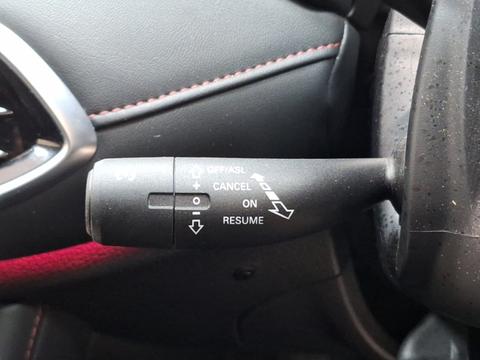 OFF/ASL
+ CANCEL
O ON
− RESUME